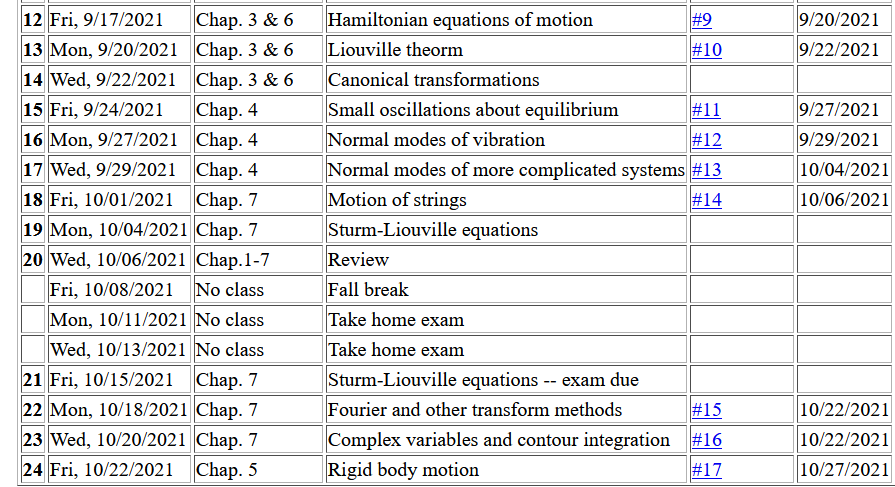 12 Fri, 9/17/2021 Chap. 3 & 6 Hamiltonian equations of motion #9 9/20/2021
13 Mon, 9/20/2021 Chap. 3 & 6 Liouville theorm #10 9/22/2021
14 Wed, 9/22/2021 Chap. 3 & 6 Canonical transformations
15 Fri, 9/24/2021 Chap. 4 Small oscillations about equilibrium #11 9/27/2021
16 Mon, 9/27/2021 Chap. 4 Normal modes of vibration #12 9/29/2021
17 Wed, 9/29/2021 Chap. 4 Normal modes of more complicated systems #13 10/04/2021
18 Fri, 10/01/2021 Chap. 7 Motion of strings #14 10/06/2021
19 Mon, 10/04/2021 Chap. 7 Sturm-Liouville equations
20 Wed, 10/06/2021 Chap.1-7 Review
Fri, 10/08/2021 No class Fall break
Mon, 10/11/2021 No class Take home exam
Wed, 10/13/2021 No class Take home exam
21 Fri, 10/15/2021 Chap. 7 Sturm-Liouville equations -- exam due
22 Mon, 10/18/2021 Chap. 7 Fourier and other transform methods #15 10/22/2021
23 Wed, 10/20/2021 Chap. 7 Complex variables and contour integration #16 10/22/2021
24 Fri, 10/22/2021 Chap. 5 Rigid body motion #17 10/27/2021